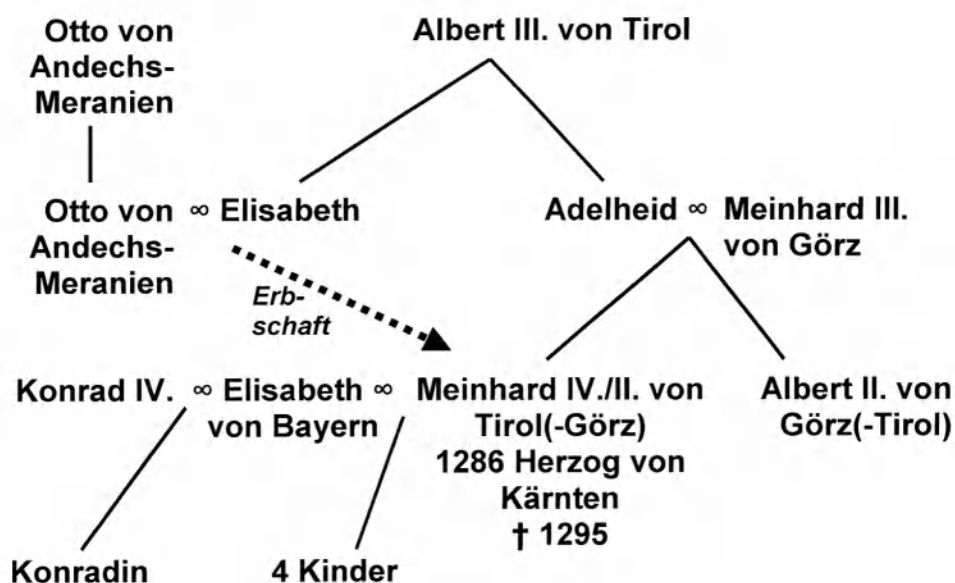 Otto von
Andechs-
Meranien
Albert III. von Tirol
Otto von
Andechs-
Meranien
∞ Elisabeth
Adelheid ∞ Meinhard III.
von Görz
Erb-
schaft
Konrad IV. ∞ Elisabeth ∞
von Bayern
Meinhard IV./II. von
Tirol(-Görz)
1286 Herzog von
Kärnten
† 1295
Albert II. von
Görz(-Tirol)
Konradin
4 Kinder